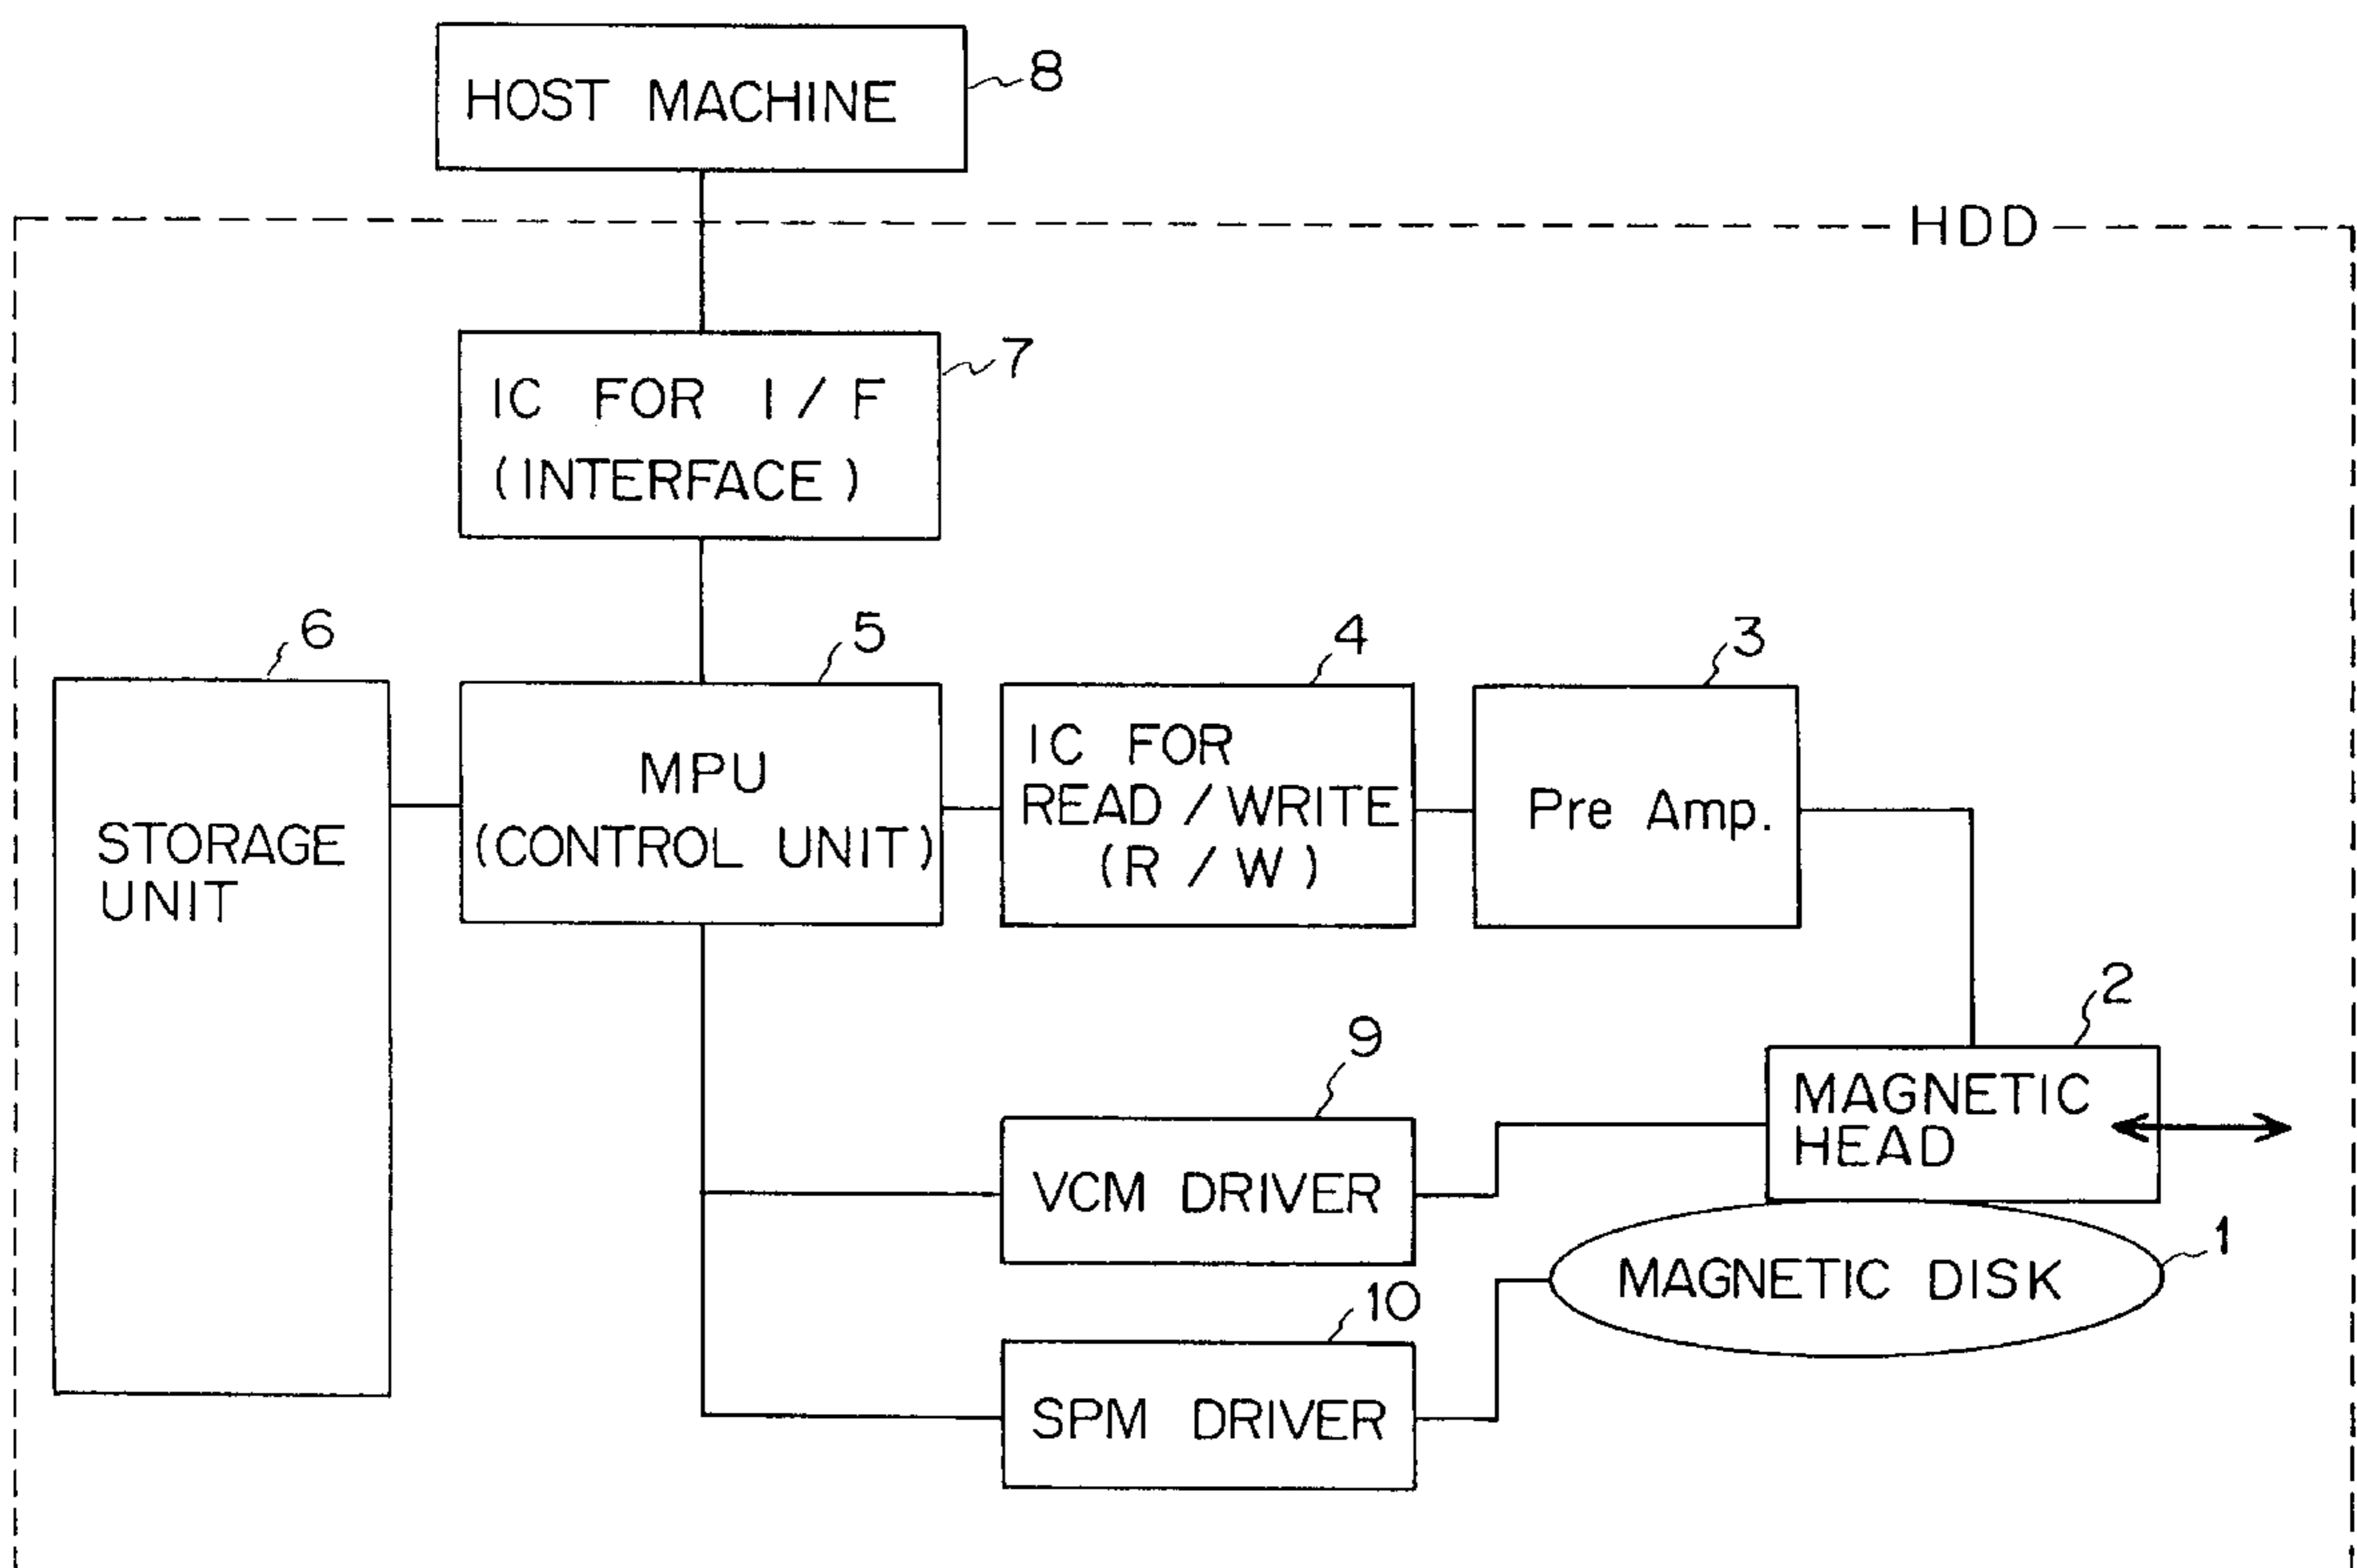 HOST MACHINE
8
HDD
IC FOR I / F
(INTERFACE)
7
6
5
4
3
STORAGE
UNIT
MPU
(CONTROL UNIT)
IC FOR
READ / WRITE
(R / W)
Pre Amp.
2
9
MAGNETIC
HEAD
VCM DRIVER
1
MAGNETIC DISK
10
SPM DRIVER